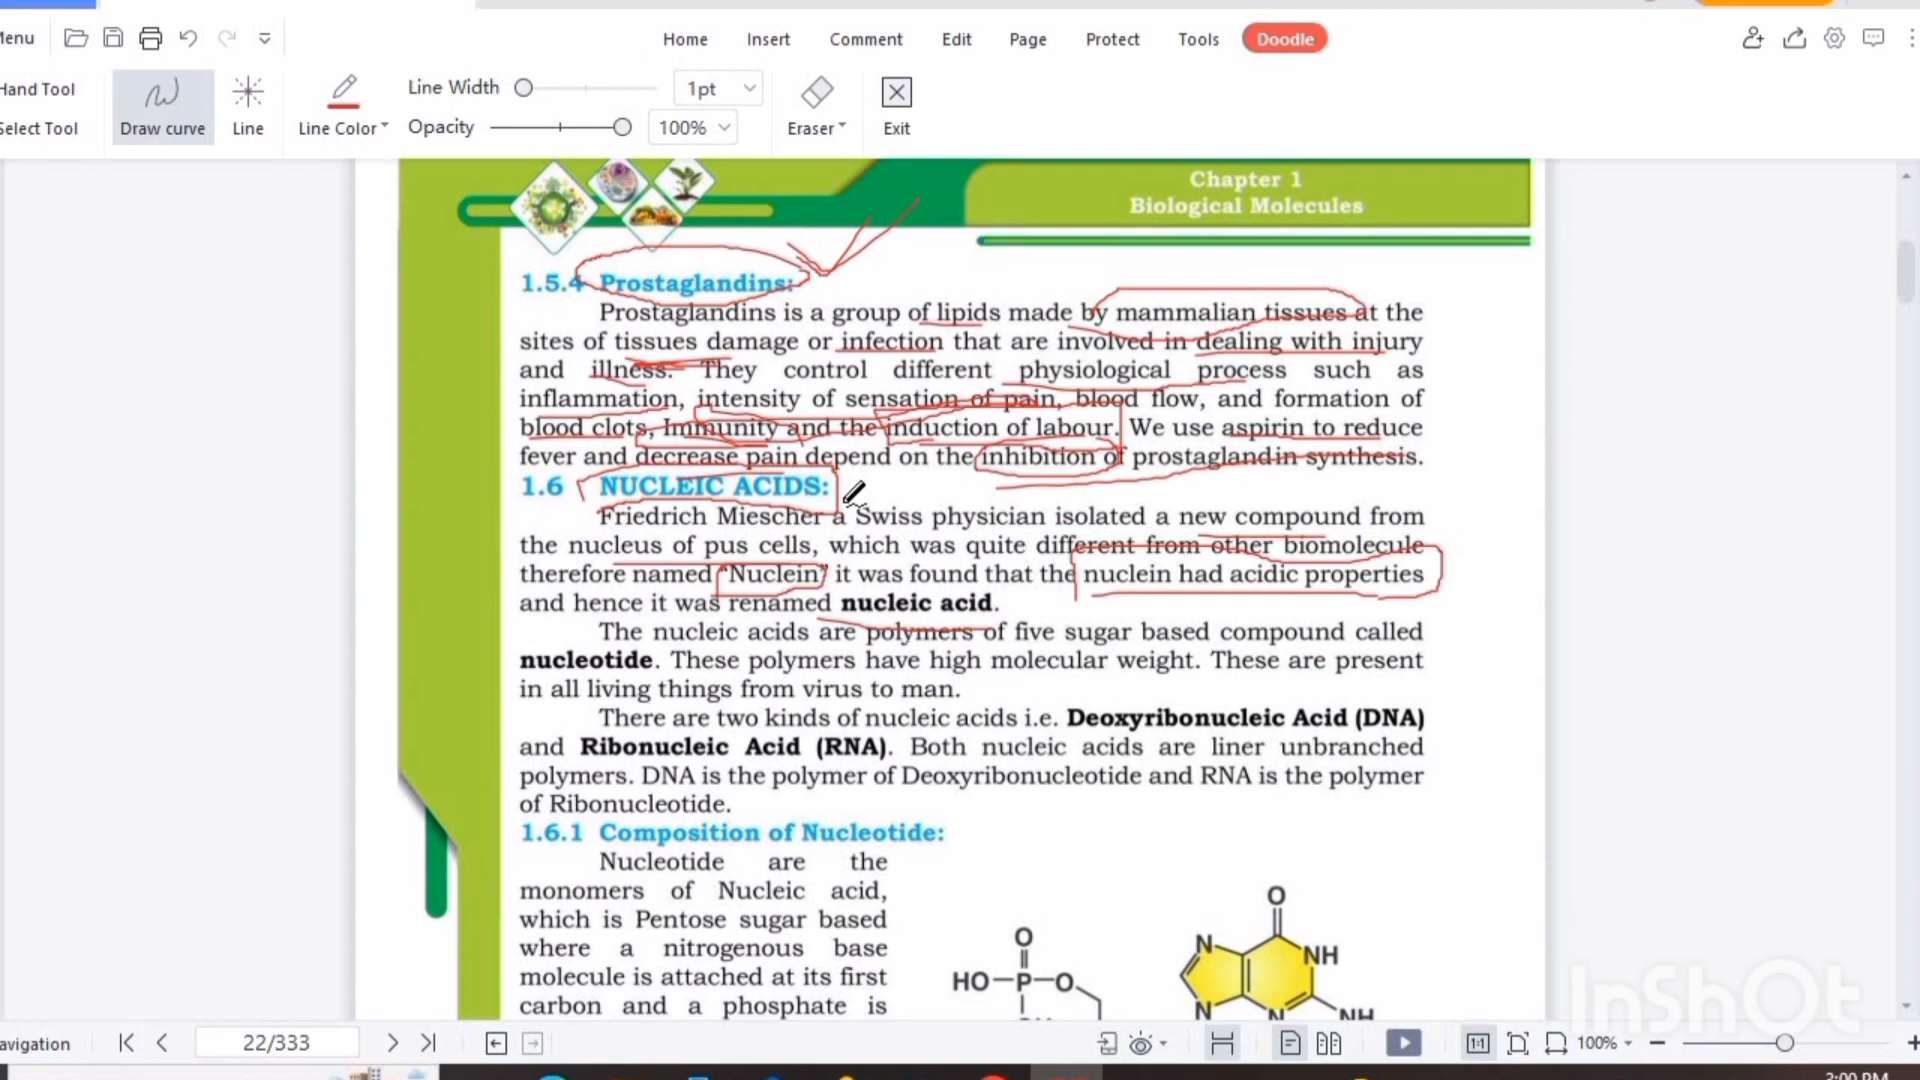 Menu
Home Insert Comment Edit Page Protect Tools Doodle
Hand Tool
Select Tool
Draw curve
Line
Line Color
Line Width 1pt
Opacity 100%
Eraser
Exit
Chapter 1
Biological Molecules
1.5.4 Prostaglandins:
Prostaglandins is a group of lipids made by mammalian tissues at the
sites of tissues damage or infection that are involved in dealing with injury
and illness. They control different physiological process such as
inflammation, intensity of sensation of pain, blood flow, and formation of
blood clots, Immunity and the induction of labour. We use aspirin to reduce
fever and decrease pain depend on the inhibition of prostaglandin synthesis.
1.6 NUCLEIC ACIDS:
Friedrich Miescher a Swiss physician isolated a new compound from
the nucleus of pus cells, which was quite different from other biomolecule
therefore named "Nuclein" it was found that the nuclein had acidic properties
and hence it was renamed nucleic acid.
The nucleic acids are polymers of five sugar based compound called
nucleotide. These polymers have high molecular weight. These are present
in all living things from virus to man.
There are two kinds of nucleic acids i.e. Deoxyribonucleic Acid (DNA)
and Ribonucleic Acid (RNA). Both nucleic acids are liner unbranched
polymers. DNA is the polymer of Deoxyribonucleotide and RNA is the polymer
of Ribonucleotide.
1.6.1 Composition of Nucleotide:
Nucleotide are the
monomers of Nucleic acid,
which is Pentose sugar based
where a nitrogenous base
molecule is attached at its first
carbon and a phosphate is
O
HO P O
O
N NH
N N NH
InShOt
avigation
22/333
1:1
100%